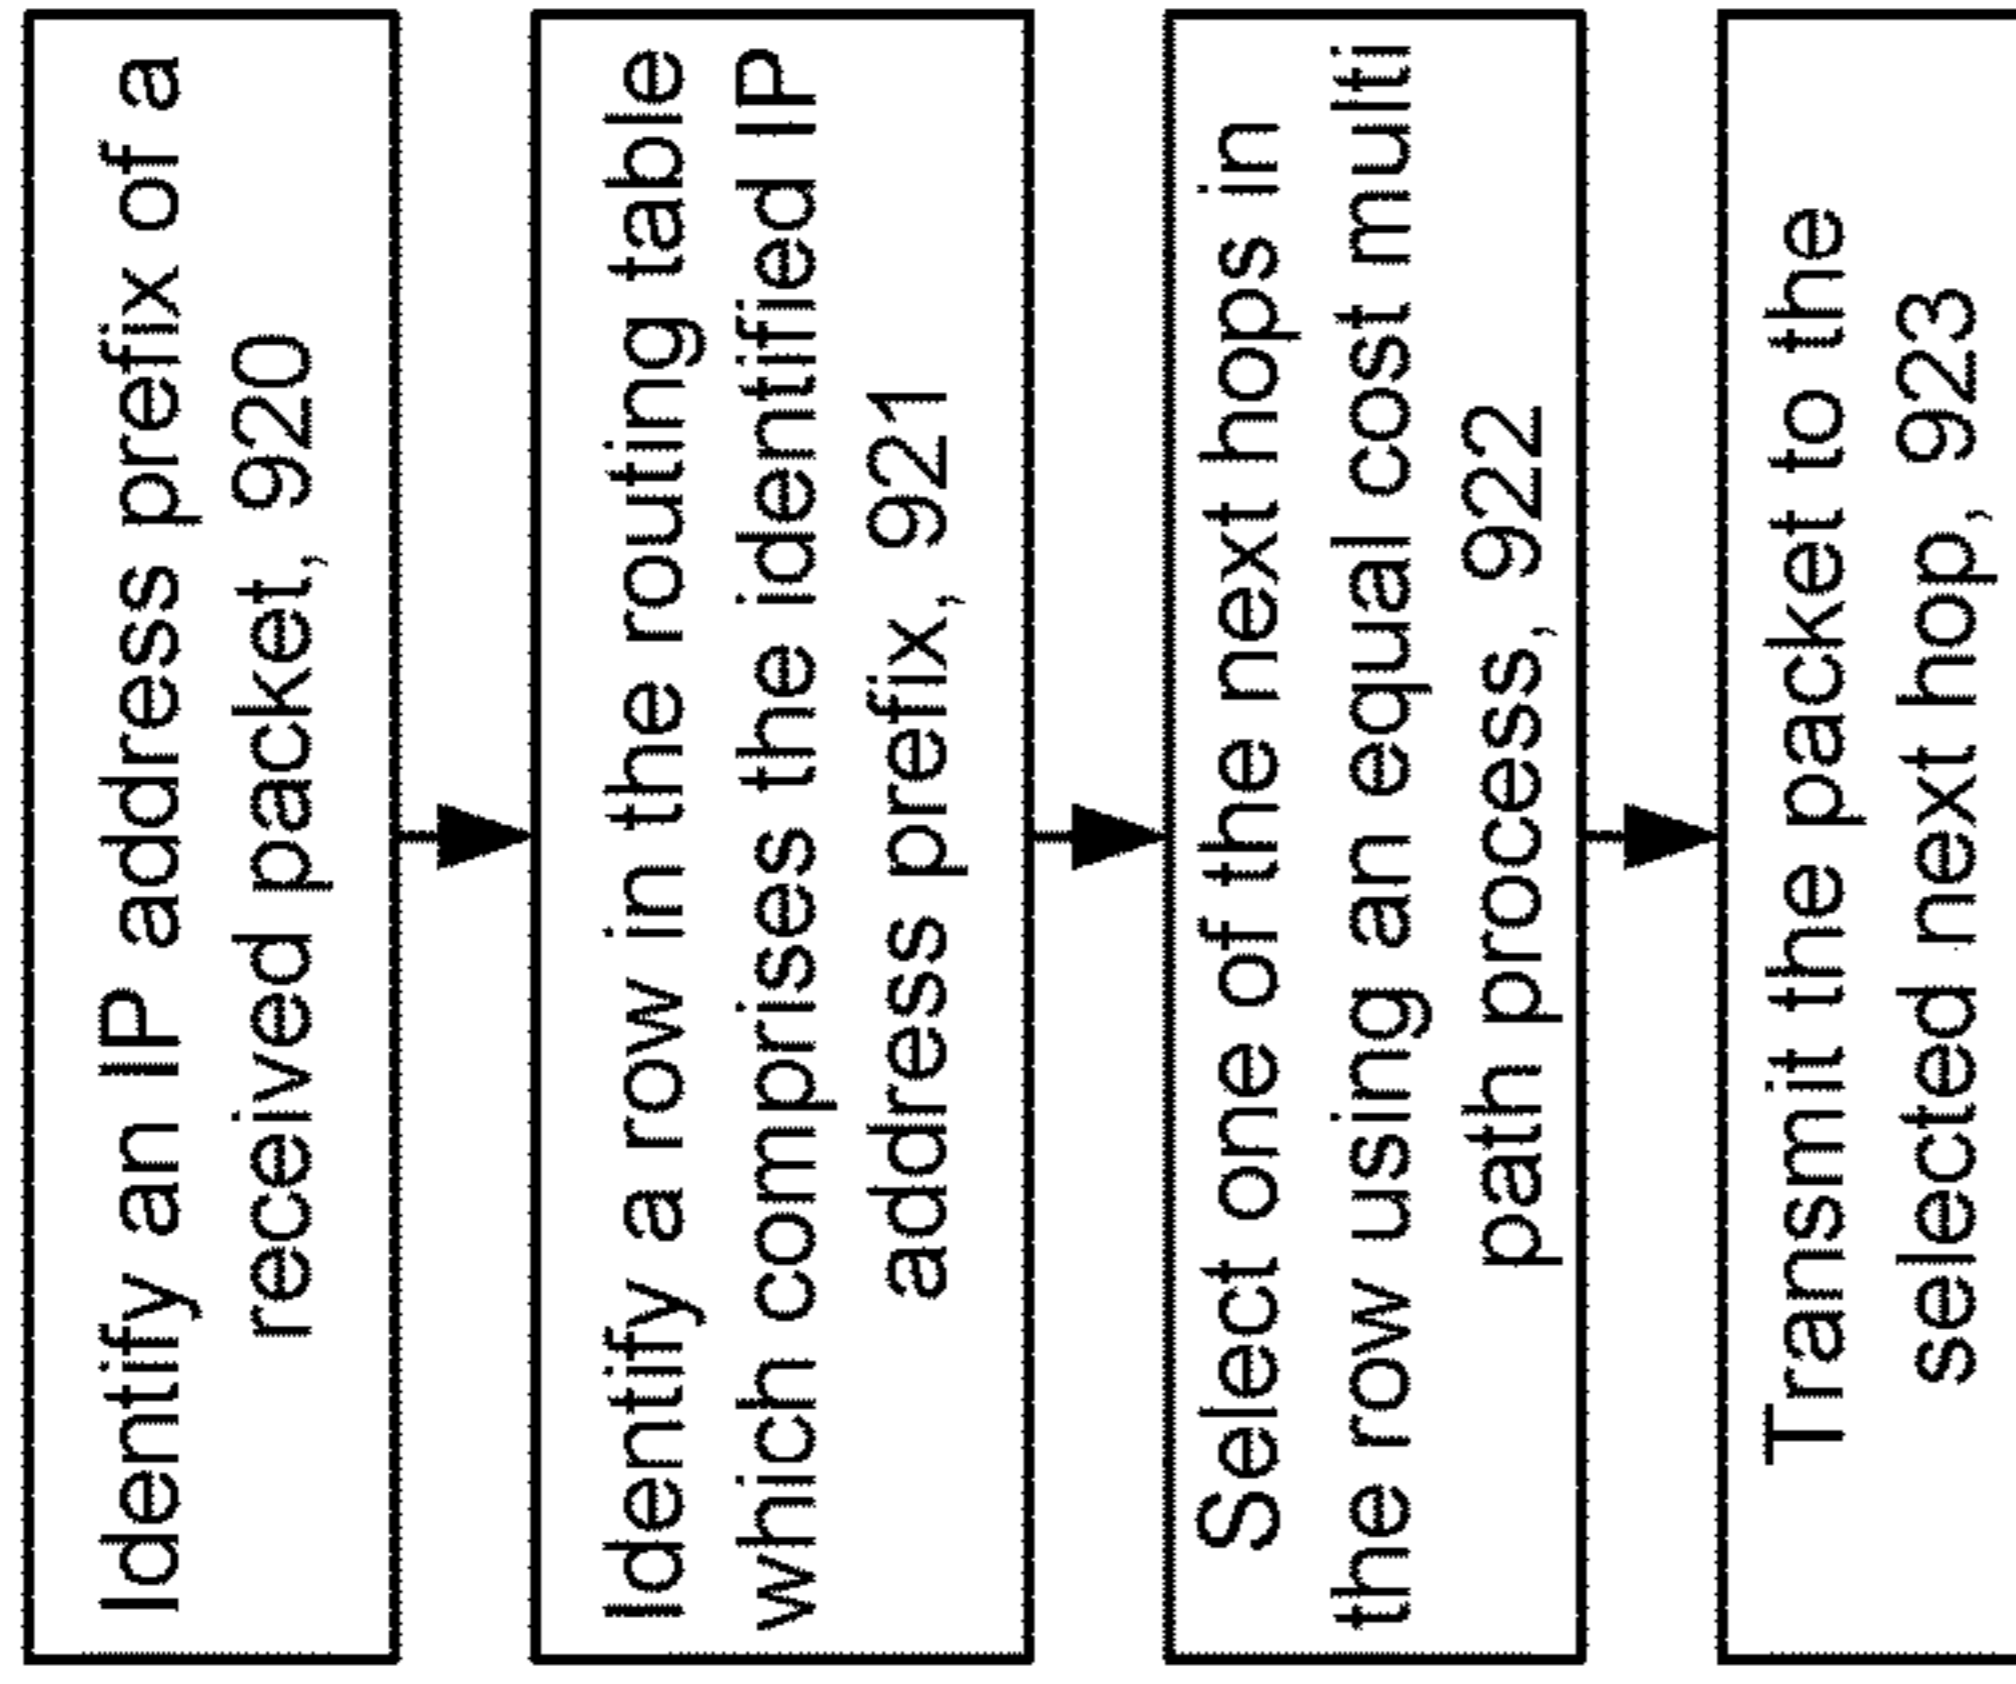 Identify an IP address prefix of a
received packet, 920
Identify a row in the routing table
which comprises the identified IP
address prefix, 921
Select one of the next hops in
the row using an equal cost multi
path process, 922
Transmit the packet to the
selected next hop, 923